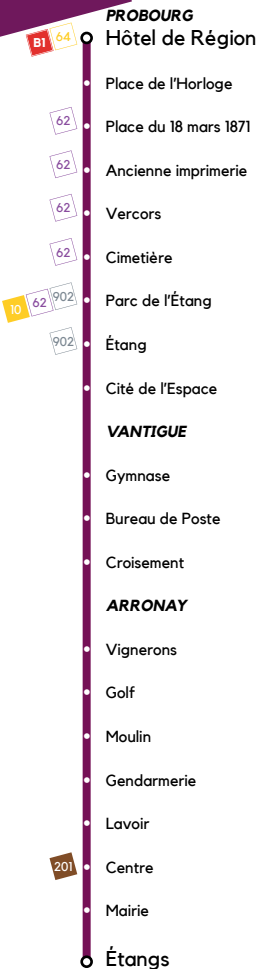 PROBOURG
B1 64 Hôtel de Région
Place de l'Horloge
62 Place du 18 mars 1871
62 Ancienne imprimerie
62 Vercors
62 Cimetière
10 62 902 Parc de l'Étang
902 Étang
Cité de l'Espace
VANTIGUE
Gymnase
Bureau de Poste
Croisement
ARRONAY
Vignerons
Golf
Moulin
Gendarmerie
Lavoir
201 Centre
Mairie
Étangs